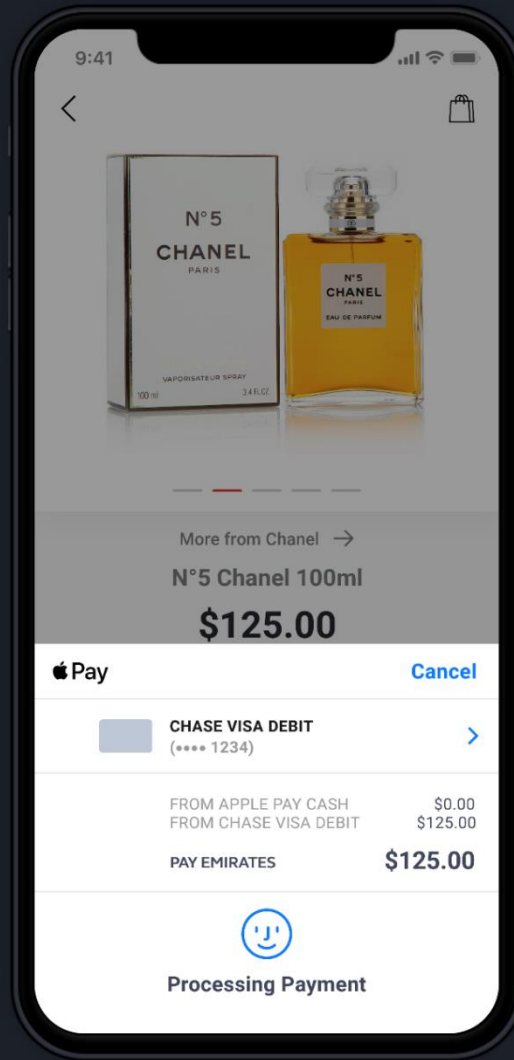 9:41
N°5
CHANEL
PARIS
VAPORISATEUR SPRAY
100 ml 3.4 FL.OZ.
N°5
CHANEL
PARIS
EAU DE PARFUM
More from Chanel →
N°5 Chanel 100ml
$125.00
Pay Cancel
CHASE VISA DEBIT
(•••• 1234)
FROM APPLE PAY CASH $0.00
FROM CHASE VISA DEBIT $125.00
PAY EMIRATES $125.00
Processing Payment